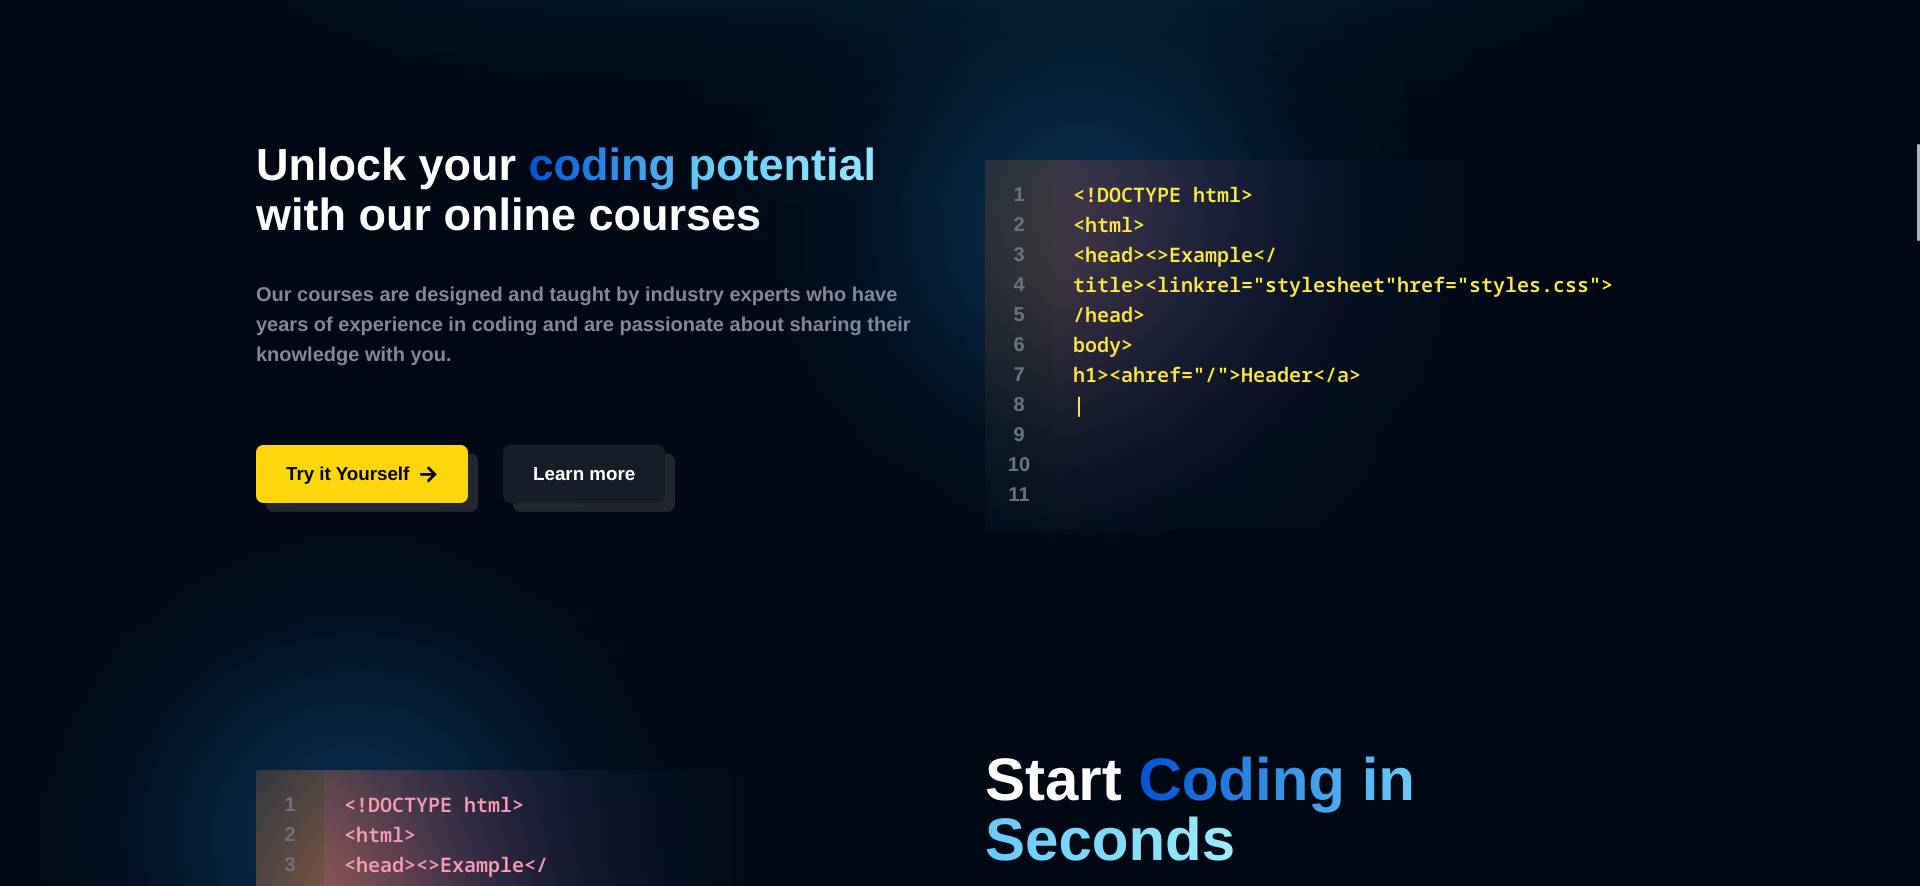 Unlock your coding potential
with our online courses
Our courses are designed and taught by industry experts who have
years of experience in coding and are passionate about sharing their
knowledge with you.
Try it Yourself
Learn more
1 <!DOCTYPE html>
2 <html>
3 <head><>Example</
4 title><linkrel="stylesheet"href="styles.css">
5 /head>
6 body>
7 h1><ahref="/">Header</a>
8 |
9
10
11
1 <!DOCTYPE html>
2 <html>
3 <head><>Example</
Start Coding in
Seconds